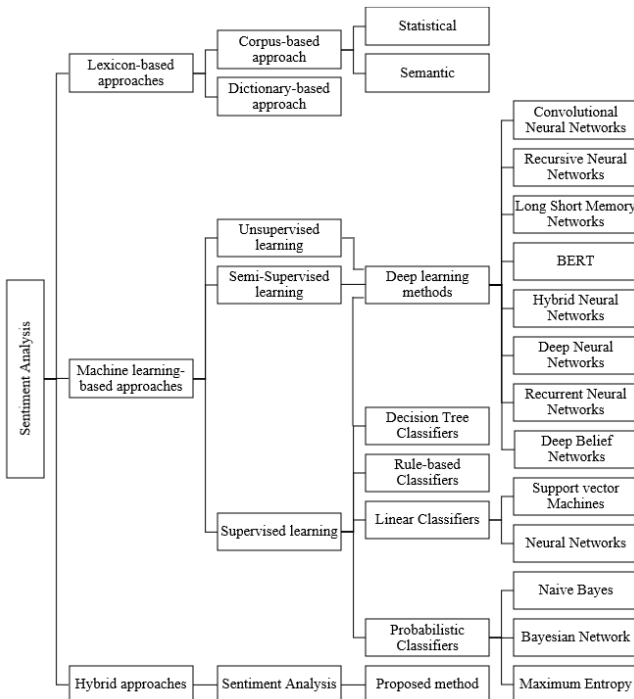 Sentiment Analysis
Lexicon-based
approaches
Corpus-based
approach
Dictionary-based
approach
Statistical
Semantic
Machine learning-
based approaches
Unsupervised
learning
Semi-Supervised
learning
Supervised learning
Deep learning
methods
Convolutional
Neural Networks
Recursive Neural
Networks
Long Short Memory
Networks
BERT
Hybrid Neural
Networks
Deep Neural
Networks
Recurrent Neural
Networks
Deep Belief
Networks
Decision Tree
Classifiers
Rule-based
Classifiers
Linear Classifiers
Support vector
Machines
Neural Networks
Probabilistic
Classifiers
Naive Bayes
Bayesian Network
Maximum Entropy
Hybrid approaches
Sentiment Analysis
Proposed method